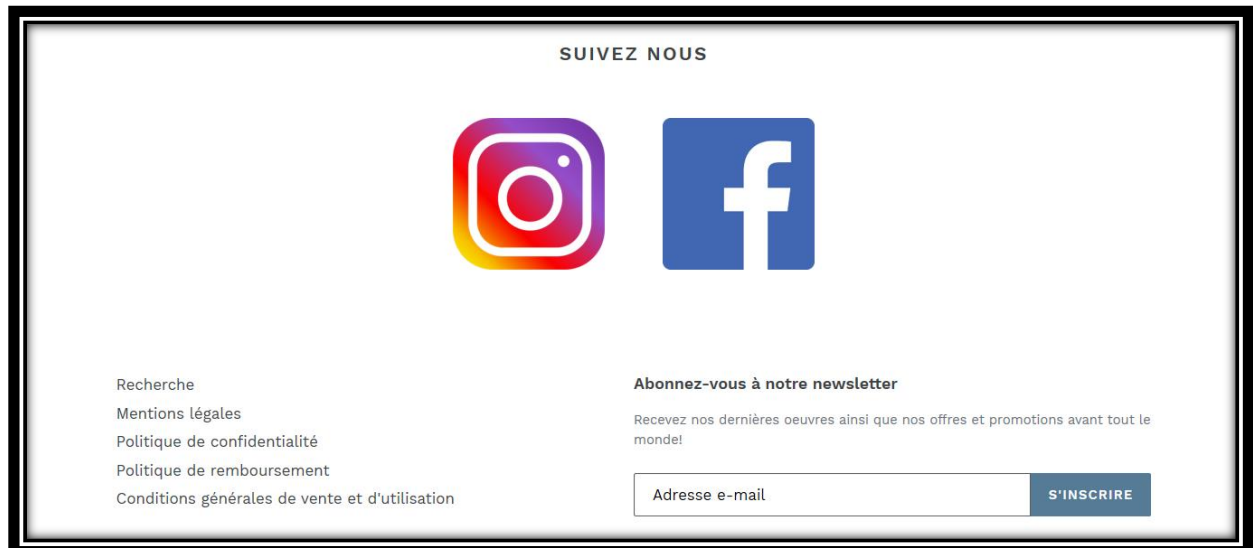 SUIVEZ NOUS
Recherche
Mentions légales
Politique de confidentialité
Politique de remboursement
Conditions générales de vente et d'utilisation
Abonnez-vous à notre newsletter
Recevez nos dernières oeuvres ainsi que nos offres et promotions avant tout le
monde!
Adresse e-mail
S'INSCRIRE